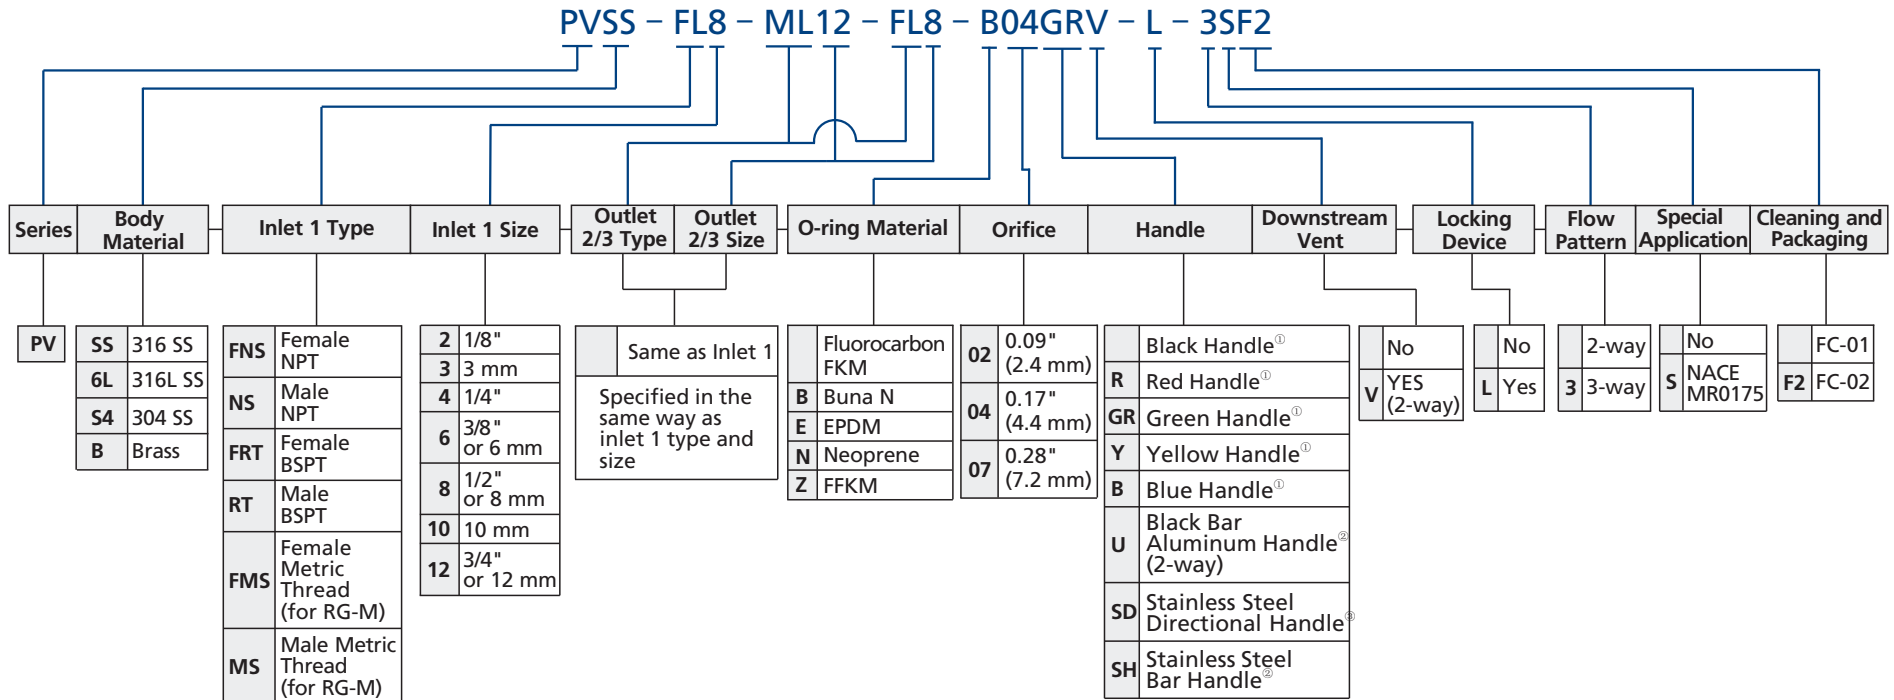 PVSS – FL8 – ML12 – FL8 – B04GRV – L – 3SF2
Series
Body
Material
Inlet 1 Type
Inlet 1 Size
Outlet
2/3 Type
Outlet
2/3 Size
O-ring Material
Orifice
Handle
Downstream
Vent
Locking
Device
Flow
Pattern
Special
Application
Cleaning and
Packaging
PV
SS 316 SS
6L 316L SS
S4 304 SS
B Brass
FNS Female
NPT
NS Male
NPT
FRT Female
BSPT
RT Male
BSPT
FMS Female
Metric
Thread
(for RG-M)
MS Male Metric
Thread
(for RG-M)
2 1/8"
3 3 mm
4 1/4"
6 3/8"
or 6 mm
8 1/2"
or 8 mm
10 10 mm
12 3/4"
or 12 mm
Same as Inlet 1
Specified in the
same way as
inlet 1 type and
size
Fluorocarbon
FKM
B Buna N
E EPDM
N Neoprene
Z FFKM
02 0.09"
(2.4 mm)
04 0.17"
(4.4 mm)
07 0.28"
(7.2 mm)
Black Handle①
R Red Handle①
GR Green Handle①
Y Yellow Handle①
B Blue Handle①
U Black Bar
Aluminum Handle②
(2-way)
SD Stainless Steel
Directional Handle③
SH Stainless Steel
Bar Handle②
No
V YES
(2-way)
No
L Yes
2-way
3 3-way
No
S NACE
MR0175
FC-01
F2 FC-02